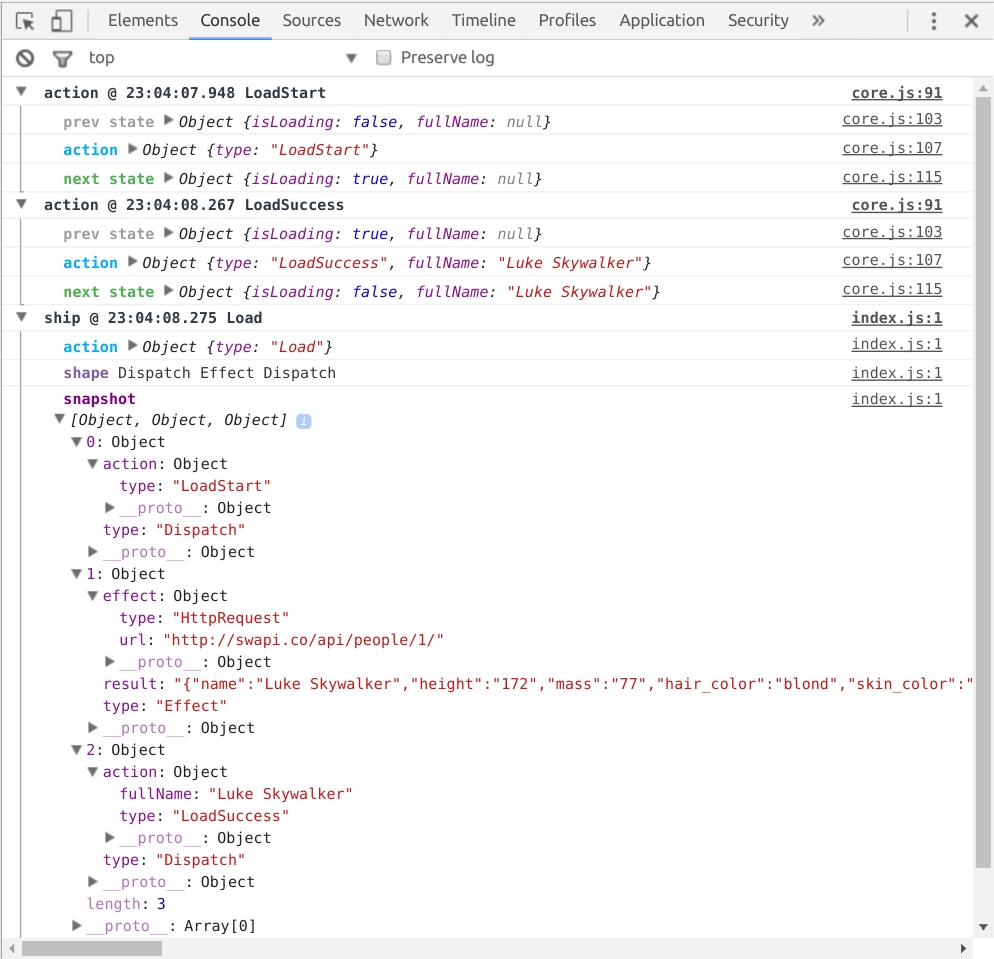 Elements Console Sources Network Timeline Profiles Application Security »
top Preserve log
action @ 23:04:07.948 LoadStart core.js:91
prev state Object {isLoading: false, fullName: null} core.js:103
action Object {type: "LoadStart"} core.js:107
next state Object {isLoading: true, fullName: null} core.js:115
action @ 23:04:08.267 LoadSuccess core.js:91
prev state Object {isLoading: true, fullName: null} core.js:103
action Object {type: "LoadSuccess", fullName: "Luke Skywalker"} core.js:107
next state Object {isLoading: false, fullName: "Luke Skywalker"} core.js:115
ship @ 23:04:08.275 Load index.js:1
action Object {type: "Load"} index.js:1
shape Dispatch Effect Dispatch index.js:1
snapshot index.js:1
[Object, Object, Object] i
0: Object
action: Object
type: "LoadStart"
__proto__: Object
type: "Dispatch"
__proto__: Object
1: Object
effect: Object
type: "HttpRequest"
url: "http://swapi.co/api/people/1/"
__proto__: Object
result: "{"name":"Luke Skywalker","height":"172","mass":"77","hair_color":"blond","skin_color":"
type: "Effect"
__proto__: Object
2: Object
action: Object
fullName: "Luke Skywalker"
type: "LoadSuccess"
__proto__: Object
type: "Dispatch"
__proto__: Object
length: 3
__proto__: Array[0]